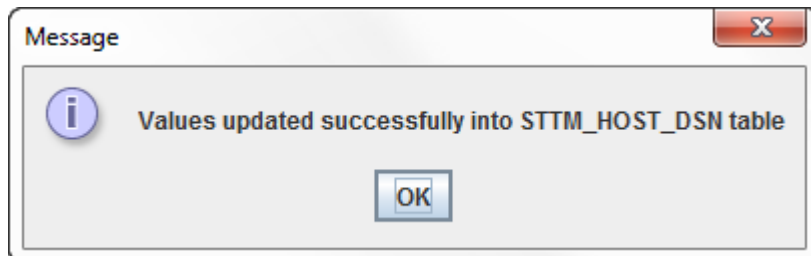 Message
Values updated successfully into STTM_HOST_DSN table
OK